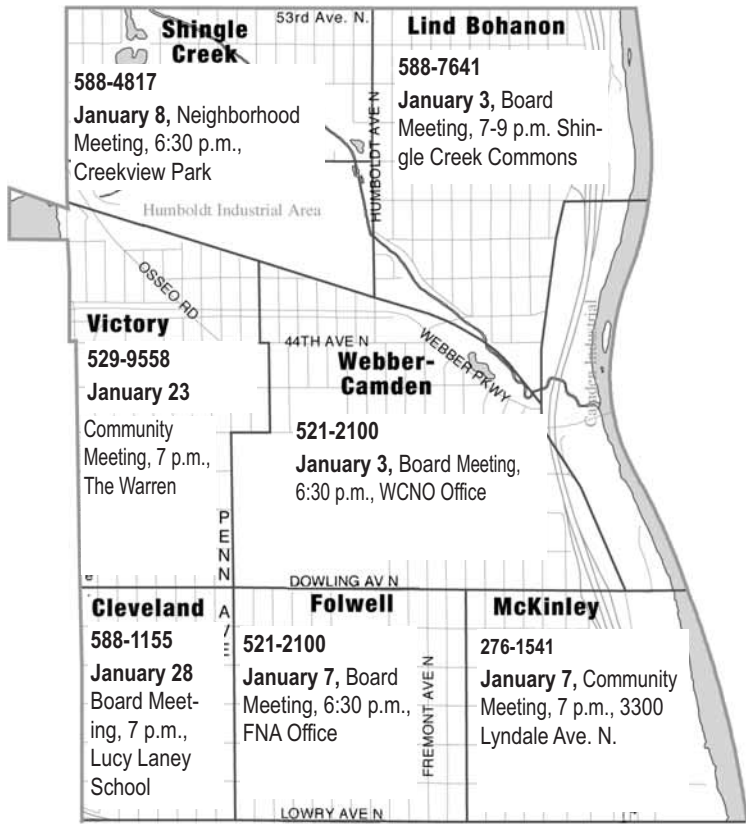 53rd Ave. N.
Shingle
Creek
588-4817
January 8, Neighborhood
Meeting, 6:30 p.m.,
Creekview Park
Lind Bohanon
588-7641
January 3, Board
Meeting, 7-9 p.m. Shin-
gle Creek Commons
HUMBOLDT AVE N
Humboldt Industrial Area
OSSEO RD
Victory
529-9558
January 23
Community
Meeting, 7 p.m.,
The Warren
44TH AVE N
WEBBER PKWY
Webber-
Camden
521-2100
January 3, Board Meeting,
6:30 p.m., WCNO Office
Camden Industrial
PENN AVE
DOWLING AV N
Cleveland
588-1155
January 28
Board Meet-
ing, 7 p.m.,
Lucy Laney
School
Folwell
521-2100
January 7, Board
Meeting, 6:30 p.m.,
FNA Office
FREMONT AVE N
McKinley
276-1541
January 7, Community
Meeting, 7 p.m., 3300
Lyndale Ave. N.
LOWRY AVE N